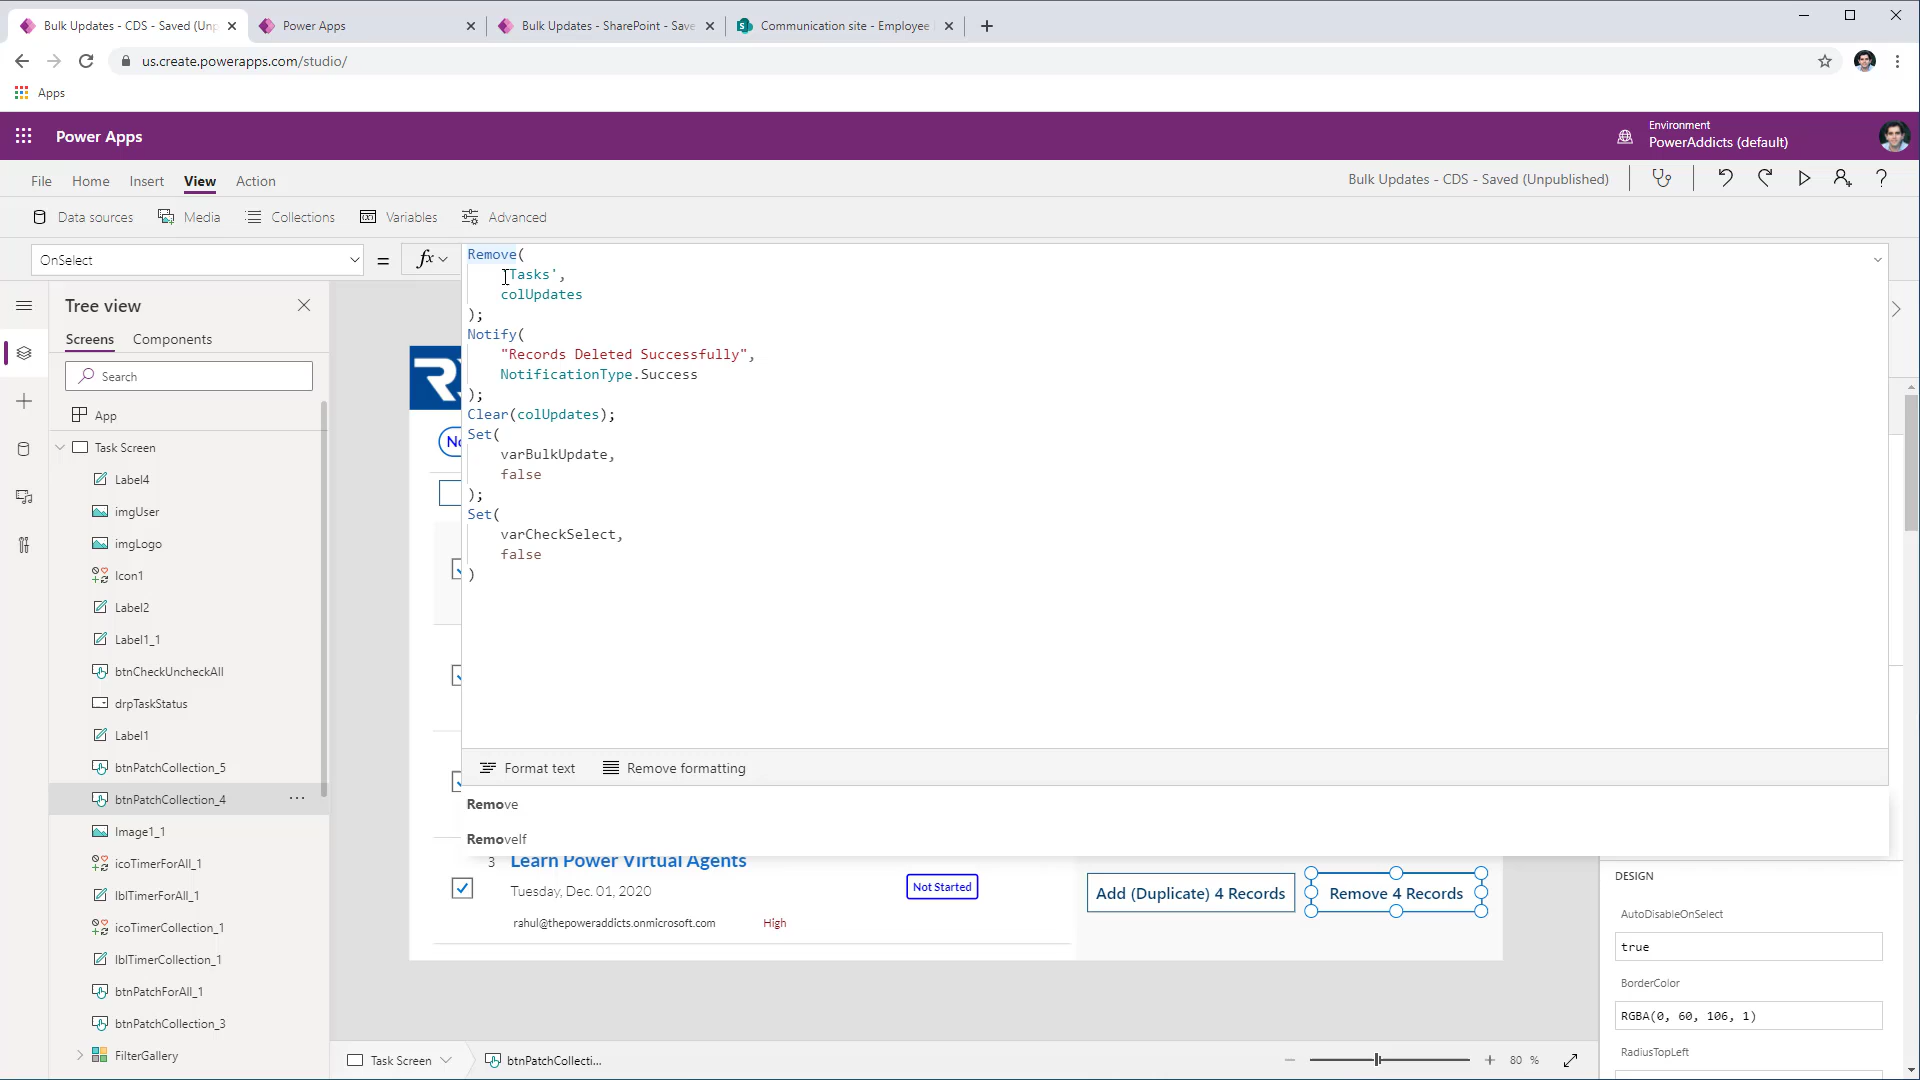 Bulk Updates - CDS - Saved (Unp
Power Apps
Bulk Updates - SharePoint - Save
Communication site - Employee
us.create.powerapps.com/studio/
Apps
Power Apps
Environment
PowerAddicts (default)
File
Home
Insert
View
Action
Bulk Updates - CDS - Saved (Unpublished)
Data sources
Media
Collections
Variables
Advanced
OnSelect
=
fx
Remove(
'Tasks',
colUpdates
);
Notify(
"Records Deleted Successfully",
NotificationType.Success
);
Clear(colUpdates);
Set(
varBulkUpdate,
false
);
Set(
varCheckSelect,
false
)
Format text
Remove formatting
Remove
RemoveIf
Tree view
Screens
Components
Search
App
Task Screen
Label4
imgUser
imgLogo
Icon1
Label2
Label1_1
btnCheckUncheckAll
drpTaskStatus
Label1
btnPatchCollection_5
btnPatchCollection_4
Image1_1
icoTimerForAll_1
lblTimerForAll_1
icoTimerCollection_1
lblTimerCollection_1
btnPatchForAll_1
btnPatchCollection_3
FilterGallery
3
Learn Power Virtual Agents
Tuesday, Dec. 01, 2020
Not Started
rahul@thepoweraddicts.onmicrosoft.com
High
Add (Duplicate) 4 Records
Remove 4 Records
DESIGN
AutoDisableOnSelect
true
BorderColor
RGBA(0, 60, 106, 1)
RadiusTopLeft
Task Screen
btnPatchCollecti...
80 %